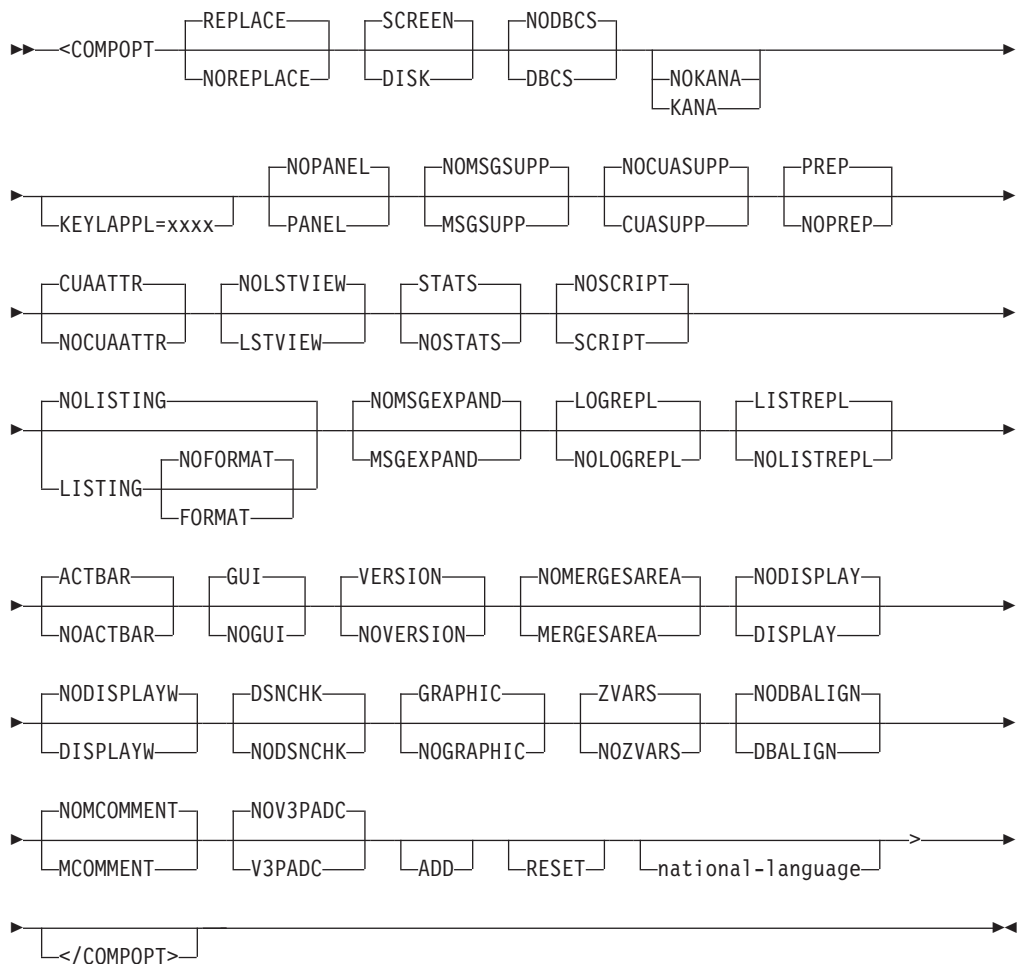 REPLACE SCREEN NODBCS
<COMPOPT
NOREPLACE DISK DBCS NOKANA
KANA
NOPANEL NOMSGSUPP NOCUASUPP PREP
KEYLAPPL=xxxx PANEL MSGSUPP CUASUPP NOPREP
CUAATTR NOLSTVIEW STATS NOSCRIPT
NOCUAATTR LSTVIEW NOSTATS SCRIPT
NOLISTING NOMSGEXPAND LOGREPL LISTREPL
NOFORMAT MSGEXPAND NOLOGREPL NOLISTREPL
LISTING
FORMAT
ACTBAR GUI VERSION NOMERGESAREA NODISPLAY
NOACTBAR NOGUI NOVERSION MERGESAREA DISPLAY
NODISPLAYW DSNCHK GRAPHIC ZVARS NODBALIGN
DISPLAYW NODSNCHK NOGRAPHIC NOZVARS DBALIGN
NOMCOMMENT NOV3PADC
>
MCOMMENT V3PADC ADD RESET national-language
</COMPOPT>